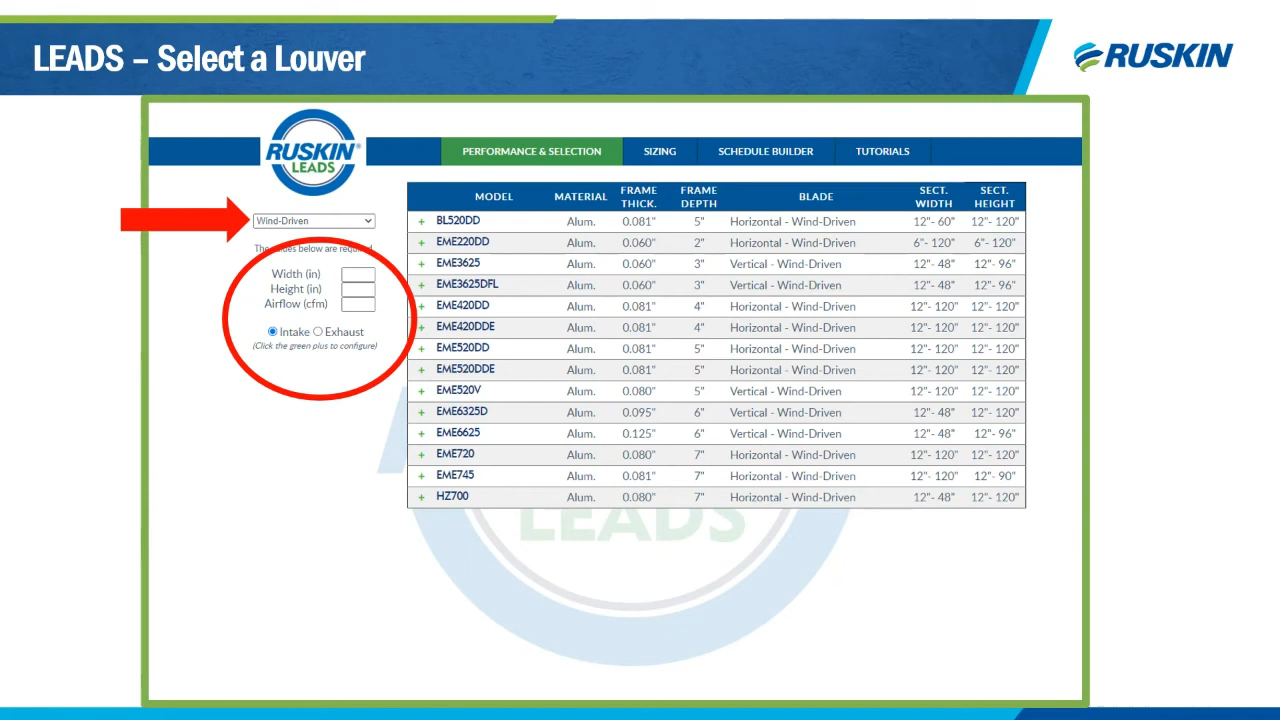 LEADS – Select a Louver
RUSKIN
RUSKIN®
LEADS
PERFORMANCE & SELECTION SIZING SCHEDULE BUILDER TUTORIALS
Wind-Driven
below are required
Width (in)
Height (in)
Airflow (cfm)
Intake Exhaust
(Click the green plus to configure)
MODEL MATERIAL FRAME THICK. FRAME DEPTH BLADE SECT. WIDTH SECT. HEIGHT
+ BL520DD Alum. 0.081" 5" Horizontal - Wind-Driven 12"- 60" 12"- 120"
+ EME220DD Alum. 0.060" 2" Horizontal - Wind-Driven 6"- 120" 6"- 120"
+ EME3625 Alum. 0.060" 3" Vertical - Wind-Driven 12"- 48" 12"- 96"
+ EME3625DFL Alum. 0.060" 3" Vertical - Wind-Driven 12"- 48" 12"- 96"
+ EME420DD Alum. 0.081" 4" Horizontal - Wind-Driven 12"- 120" 12"- 120"
+ EME420DDE Alum. 0.081" 4" Horizontal - Wind-Driven 12"- 120" 12"- 120"
+ EME520DD Alum. 0.081" 5" Horizontal - Wind-Driven 12"- 120" 12"- 120"
+ EME520DDE Alum. 0.081" 5" Horizontal - Wind-Driven 12"- 120" 12"- 120"
+ EME520V Alum. 0.080" 5" Vertical - Wind-Driven 12"- 120" 12"- 120"
+ EME6325D Alum. 0.095" 6" Vertical - Wind-Driven 12"- 48" 12"- 120"
+ EME6625 Alum. 0.125" 6" Vertical - Wind-Driven 12"- 48" 12"- 96"
+ EME720 Alum. 0.080" 7" Horizontal - Wind-Driven 12"- 120" 12"- 120"
+ EME745 Alum. 0.081" 7" Horizontal - Wind-Driven 12"- 120" 12"- 90"
+ HZ700 Alum. 0.080" 7" Horizontal - Wind-Driven 12"- 48" 12"- 120"
LEADS